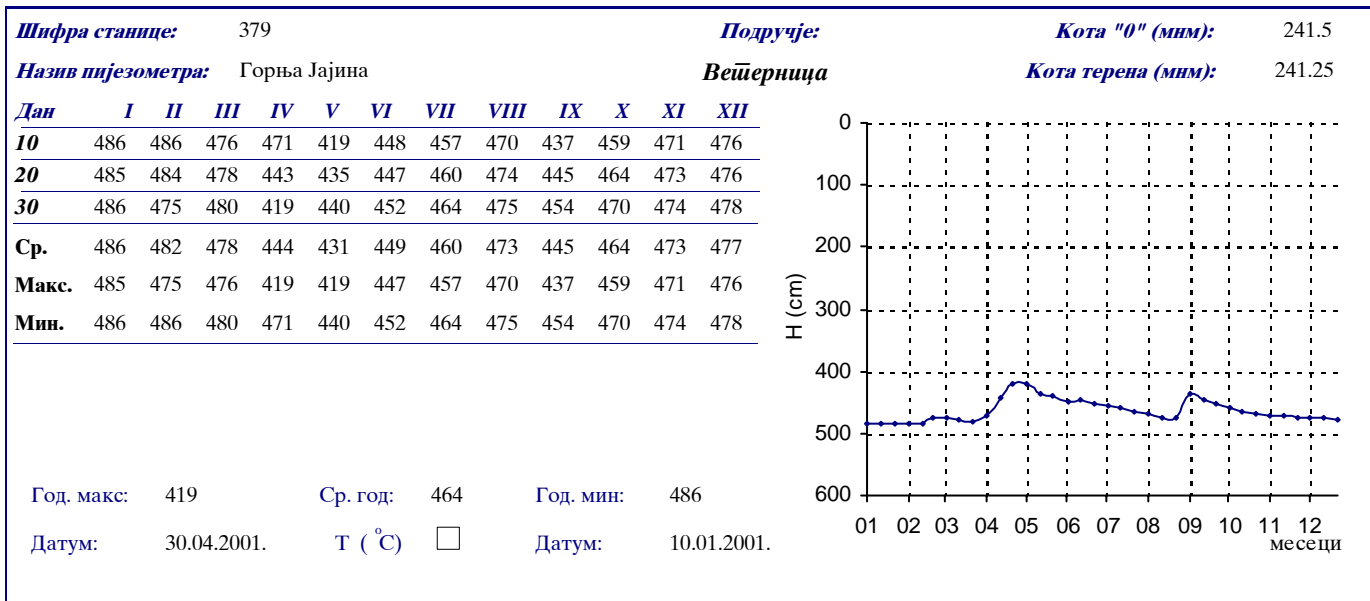 Шифра станице: 379 Подручје: Кота "0" (мнм): 241.5
Назив пијезометра: Горња Јајина Ветерница Кота терена (мнм): 241.25
Дан I II III IV V VI VII VIII IX X XI XII
10 486 486 476 471 419 448 457 470 437 459 471 476
20 485 484 478 443 435 447 460 474 445 464 473 476
30 486 475 480 419 440 452 464 475 454 470 474 478
Ср. 486 482 478 444 431 449 460 473 445 464 473 477
Макс. 485 475 476 419 419 447 457 470 437 459 471 476
Мин. 486 486 480 471 440 452 464 475 454 470 474 478
0
100
200
300
400
500
600
H (cm)
01 02 03 04 05 06 07 08 09 10 11 12
месеци
Год. макс: 419 Ср. год: 464 Год. мин: 486
Датум: 30.04.2001. Т ( °C) Датум: 10.01.2001.